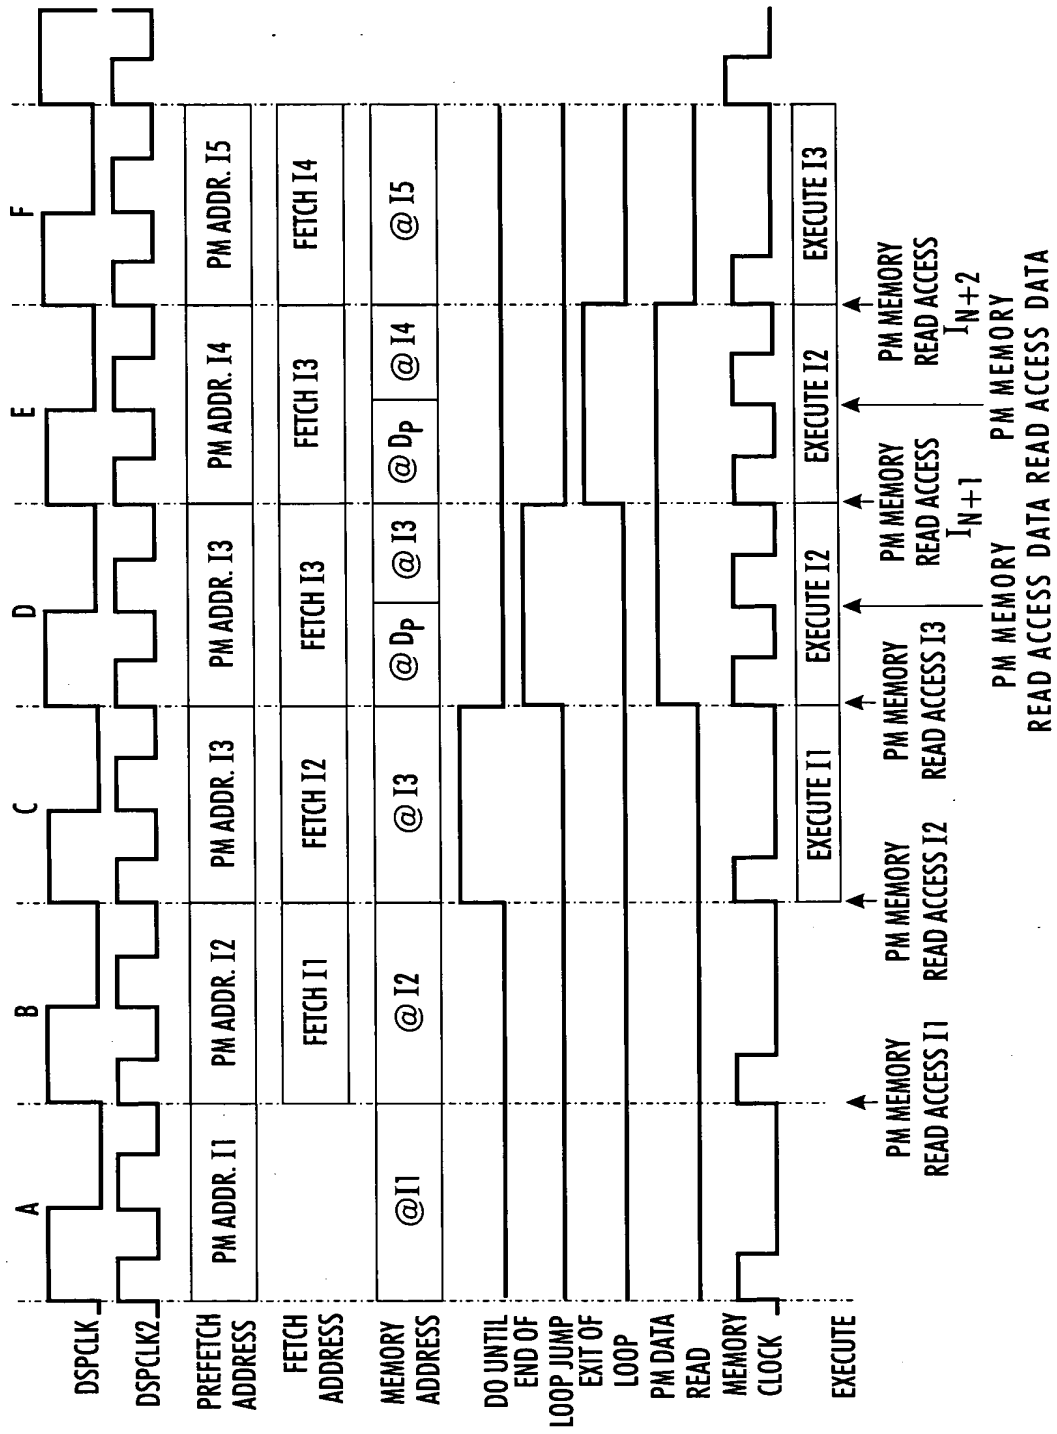 A
B
C
D
E
F
DSPCLK
DSPCLK2
PREFETCH
ADDRESS
PM ADDR. I1
PM ADDR. I2
PM ADDR. I3
PM ADDR. I3
PM ADDR. I4
PM ADDR. I5
FETCH
ADDRESS
FETCH I1
FETCH I2
FETCH I3
FETCH I3
FETCH I4
MEMORY
ADDRESS
@I1
@ I2
@ I3
@ Dp
@ I3
@ Dp
@ I4
@ I5
DO UNTIL
END OF
LOOP JUMP
EXIT OF
LOOP
PM DATA
READ
MEMORY
CLOCK
EXECUTE
EXECUTE I1
EXECUTE I2
EXECUTE I2
EXECUTE I3
PM MEMORY
READ ACCESS I1
PM MEMORY
READ ACCESS I2
PM MEMORY
READ ACCESS I3
PM MEMORY
READ ACCESS
IN+1
PM MEMORY
READ ACCESS
IN+2
PM MEMORY
READ ACCESS DATA
PM MEMORY
READ ACCESS DATA